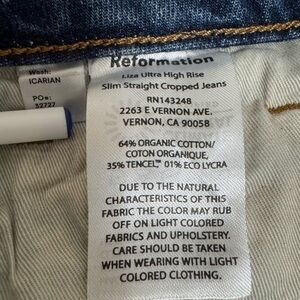 Wash:
ICARIAN
PO#:
32727
Reformation
Liza Ultra High Rise
Slim Straight Cropped Jeans
RN143248
2263 E VERNON AVE.
VERNON, CA 90058
64% ORGANIC COTTON/
COTON ORGANIQUE,
35% TENCEL™ 01% ECO LYCRA
DUE TO THE NATURAL
CHARACTERISTICS OF THIS
FABRIC THE COLOR MAY RUB
OFF ON LIGHT COLORED
FABRICS AND UPHOLSTERY.
CARE SHOULD BE TAKEN
WHEN WEARING WITH LIGHT
COLORED CLOTHING.